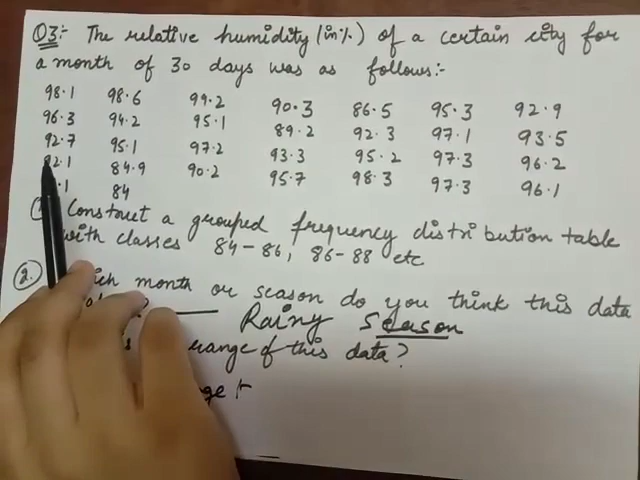 Q3:- The relative humidity (in %) of a certain city for
a month of 30 days was as follows:-
98.1 98.6 99.2 90.3 86.5 95.3 92.9
96.3 94.2 95.1 89.2 92.3 97.1 93.5
92.7 95.1 97.2 93.3 95.2 97.3 96.2
92.1 84.9 90.2 95.7 98.3 97.3 96.1
.1 84
Construct a grouped frequency distribution table
with classes 84-86, 86-88 etc
2. month or season do you think this data
Rainy Season
range of this data?